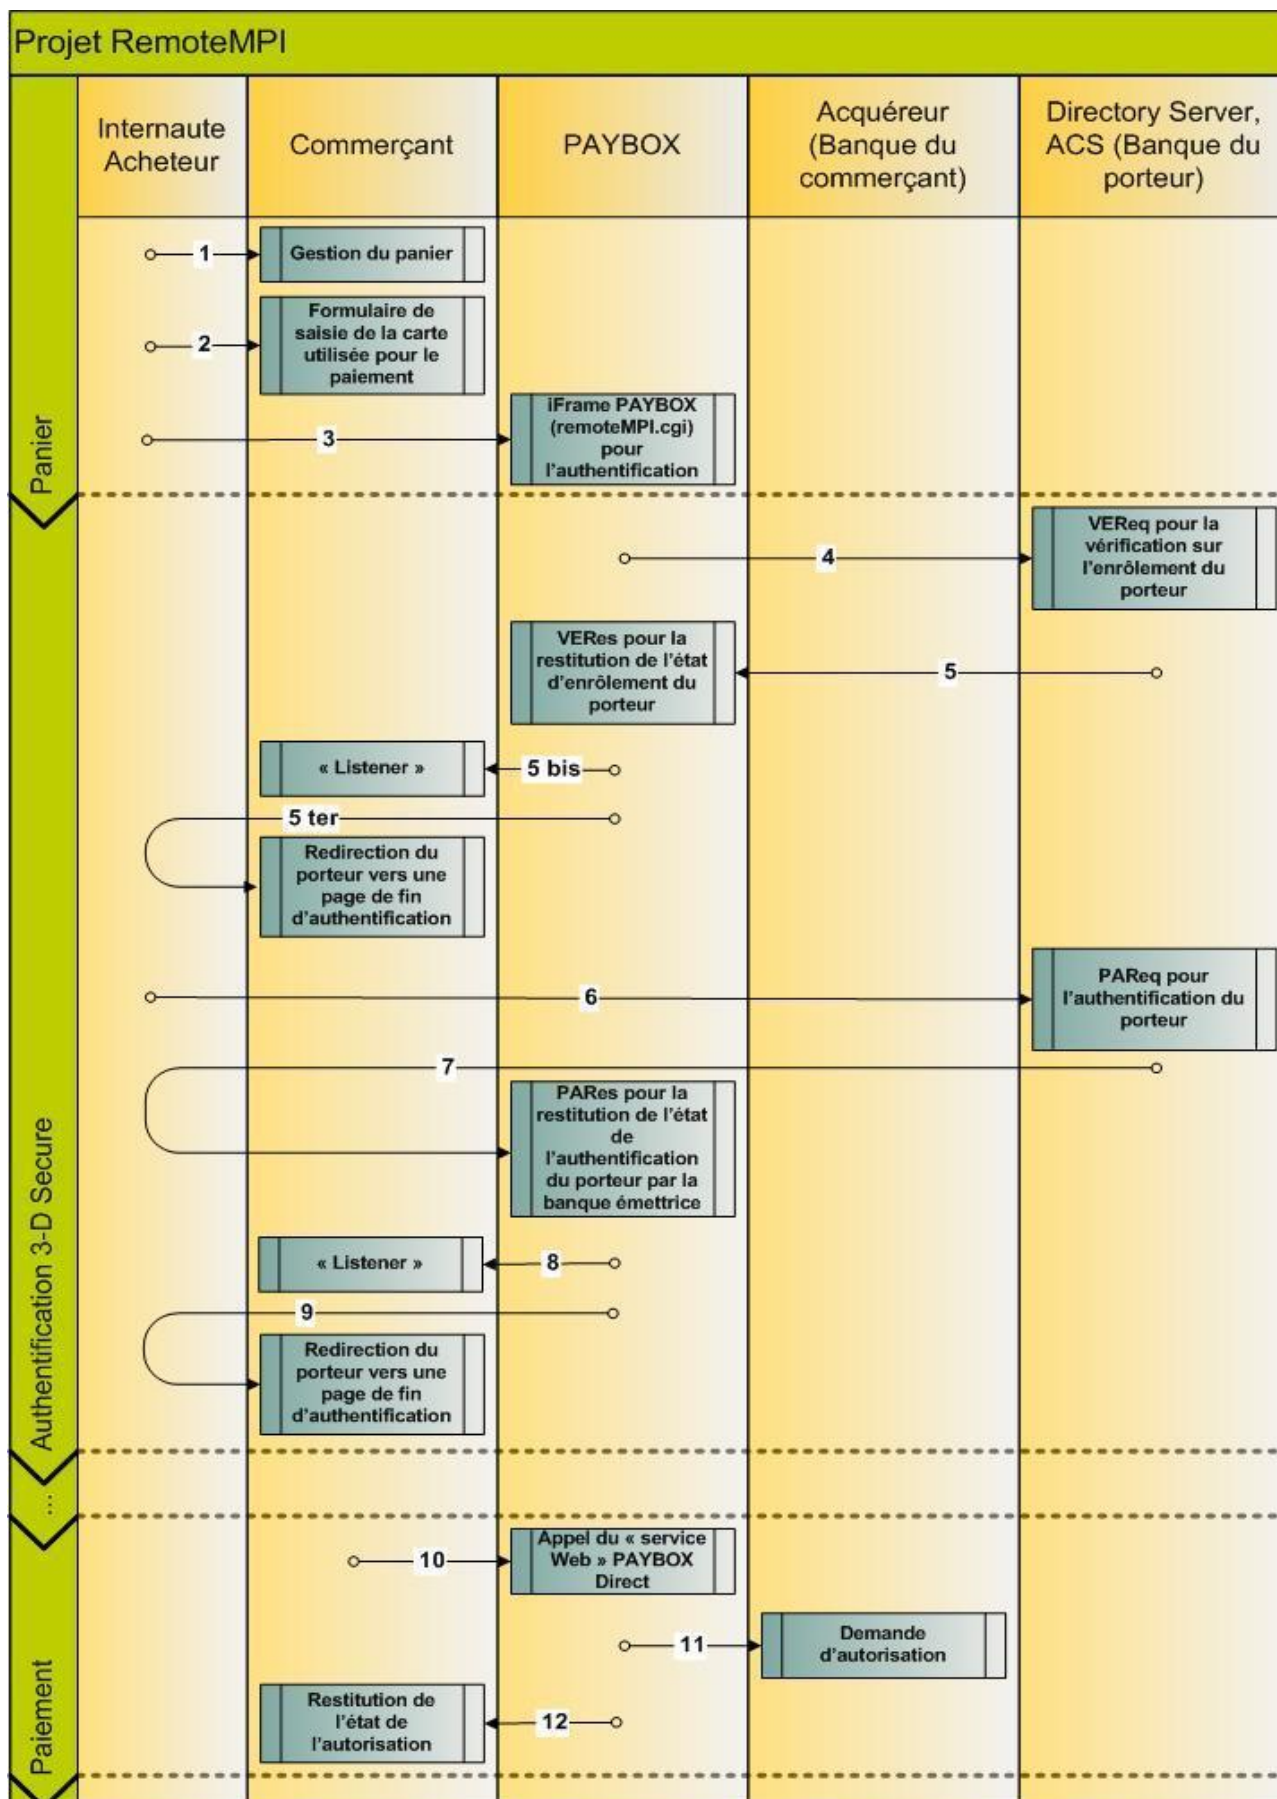 Projet RemoteMPI
Internaute
Acheteur
Commerçant
PAYBOX
Acquéreur
(Banque du
commerçant)
Directory Server,
ACS (Banque du
porteur)
Panier
1
Gestion du panier
2
Formulaire de
saisie de la carte
utilisée pour le
paiement
3
iFrame PAYBOX
(remoteMPI.cgi)
pour
l'authentification
Authentification 3-D Secure
4
VEReq pour la
vérification sur
l'enrôlement du
porteur
VERes pour la
restitution de l'état
d'enrôlement du
porteur
5
« Listener »
5 bis
5 ter
Redirection du
porteur vers une
page de fin
d'authentification
6
PAReq pour
l'authentification du
porteur
7
PARes pour la
restitution de l'état
de
l'authentification
du porteur par la
banque émettrice
« Listener »
8
9
Redirection du
porteur vers une
page de fin
d'authentification
...
Paiement
10
Appel du « service
Web » PAYBOX
Direct
11
Demande
d'autorisation
Restitution de
l'état de
l'autorisation
12